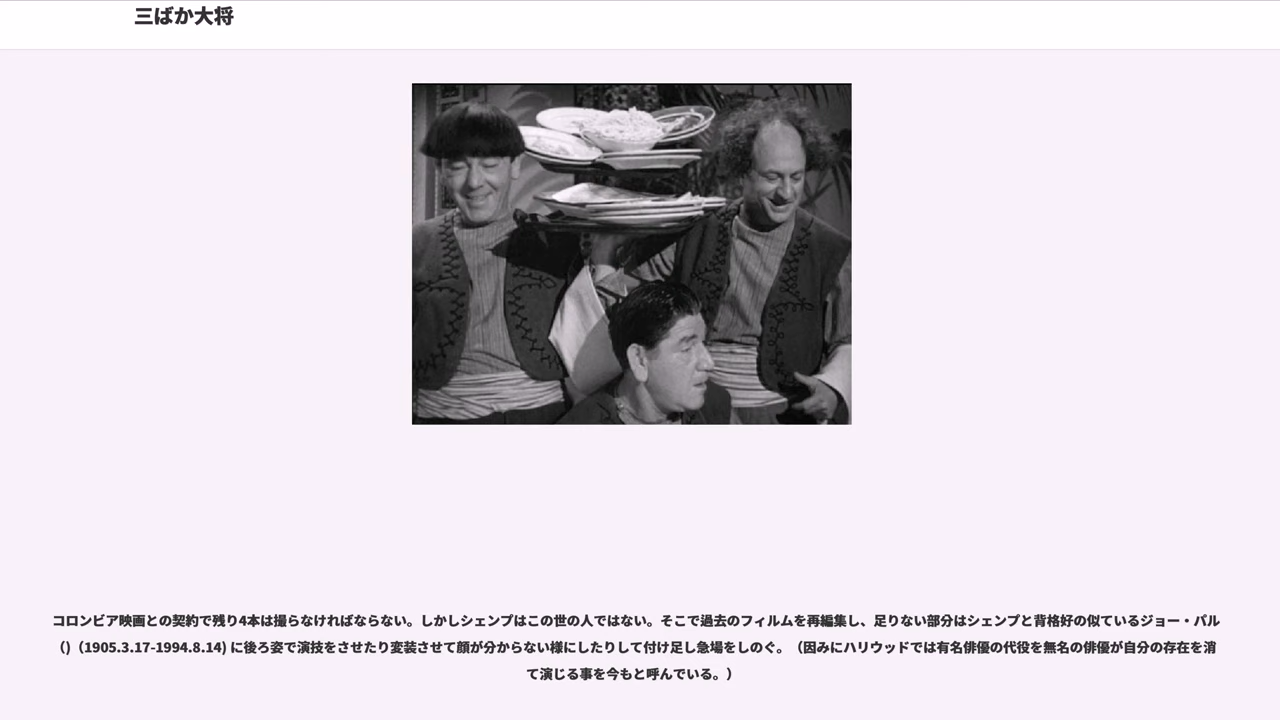 三ばか大将
コロンビア映画との契約で残り4本は撮らなければならない。しかしシェンプはこの世の人ではない。そこで過去のフィルムを再編集し、足りない部分はシェンプと背格好の似ているジョー・パル
()（1905.3.17-1994.8.14) に後ろ姿で演技をさせたり変装させて顔が分からない様にしたりして付け足し急場をしのぐ。（因みにハリウッドでは有名俳優の代役を無名の俳優が自分の存在を消
て演じる事を今もと呼んでいる。）